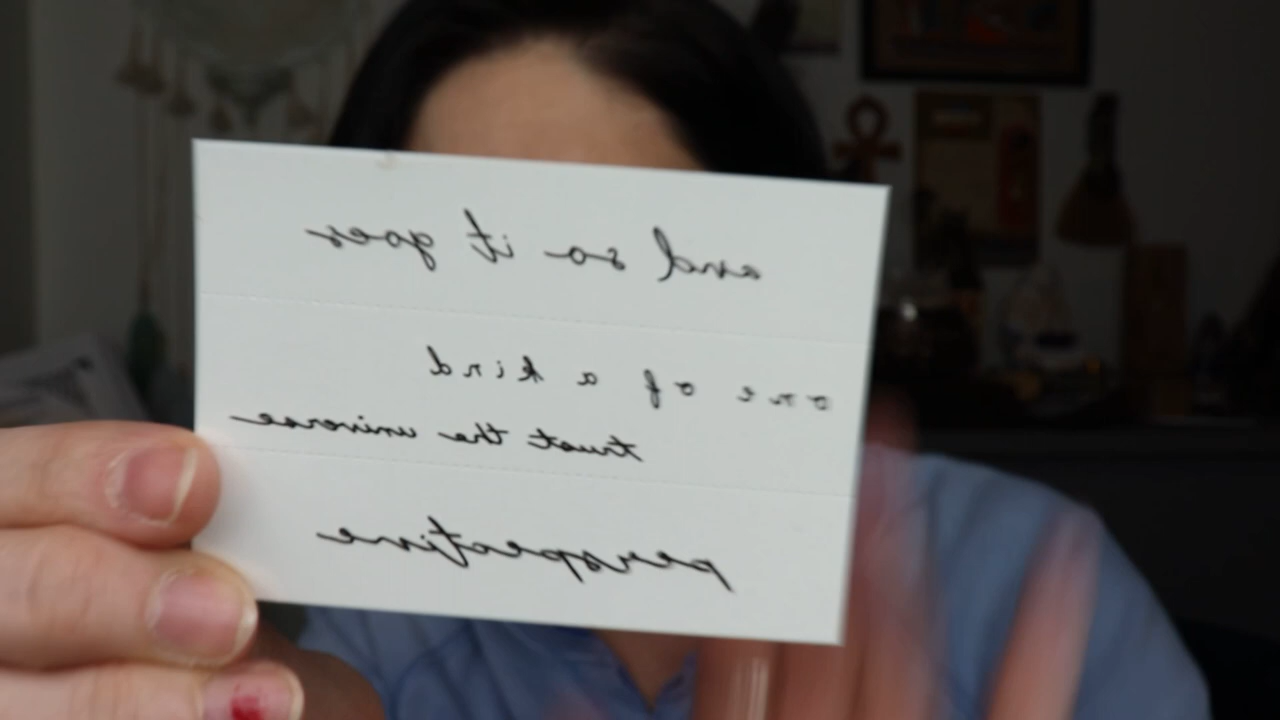 and so it goes
one of a kind
trust the universe
perspective